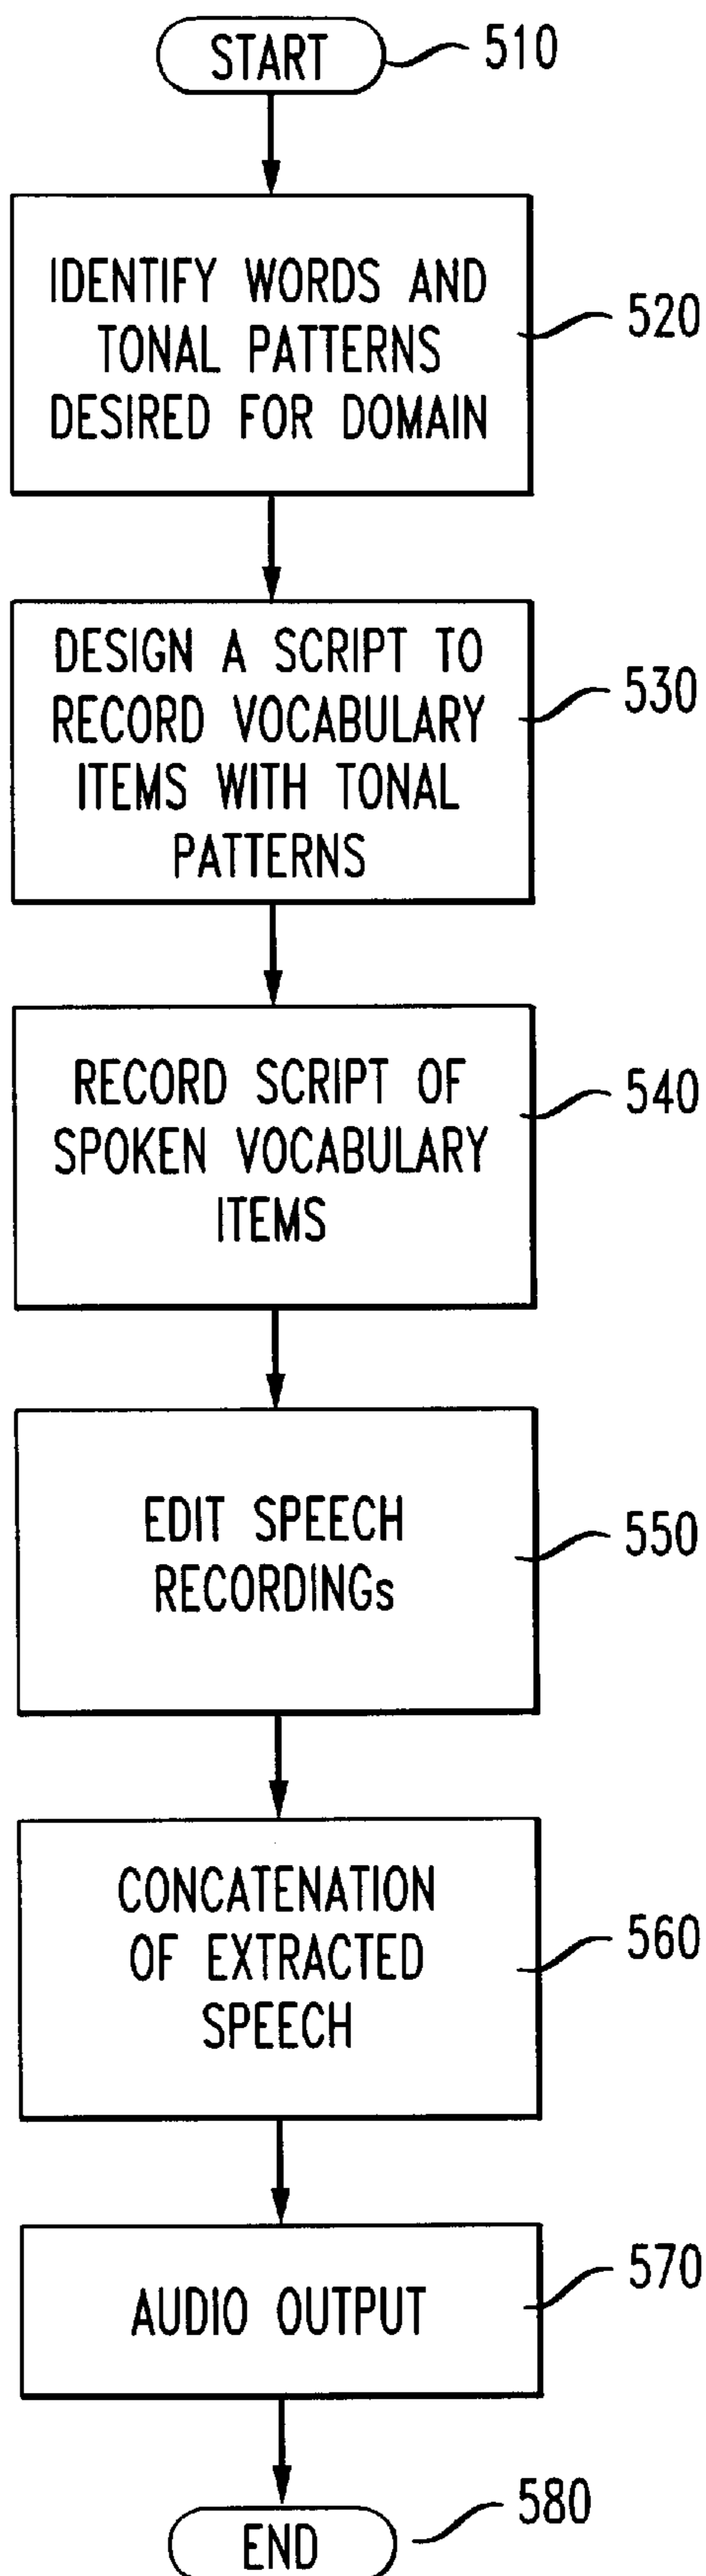 START
510
IDENTIFY WORDS AND
TONAL PATTERNS
DESIRED FOR DOMAIN
520
DESIGN A SCRIPT TO
RECORD VOCABULARY
ITEMS WITH TONAL
PATTERNS
530
RECORD SCRIPT OF
SPOKEN VOCABULARY
ITEMS
540
EDIT SPEECH
RECORDINGs
550
CONCATENATION
OF EXTRACTED
SPEECH
560
AUDIO OUTPUT
570
END
580